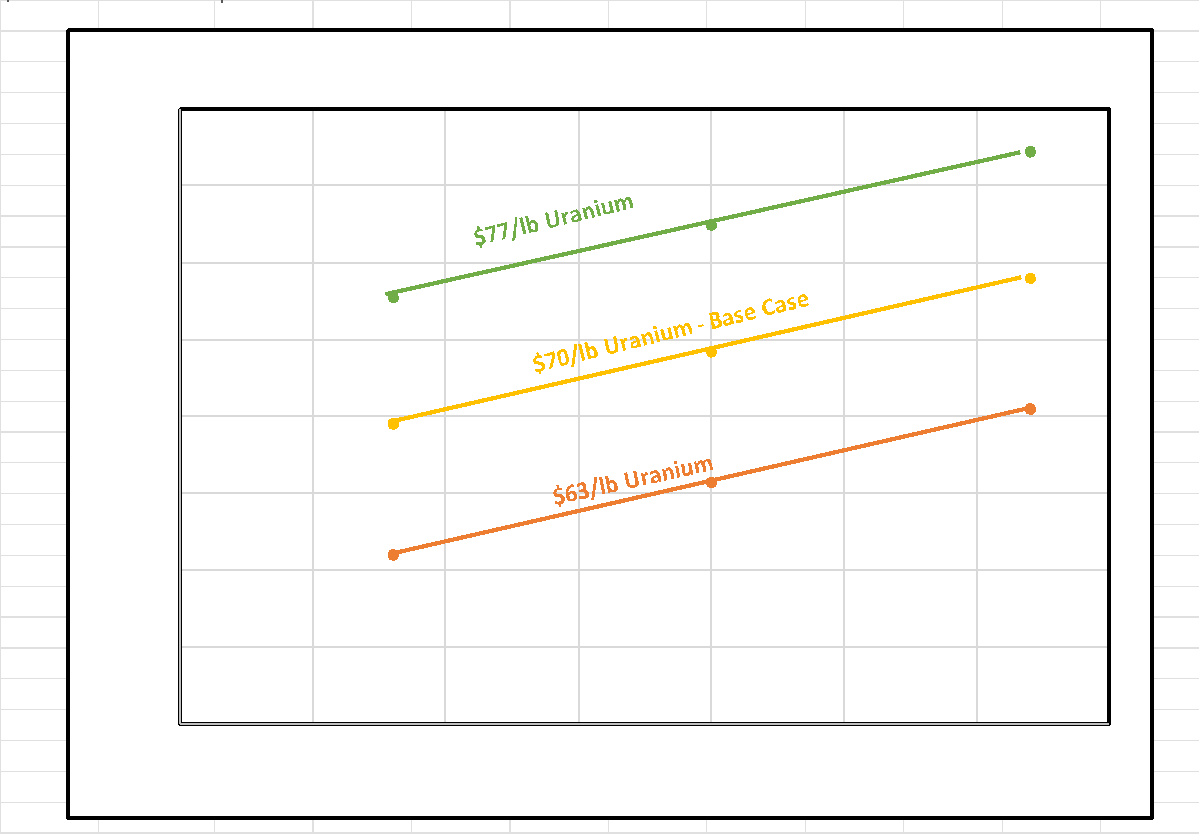 $77/lb Uranium
$70/lb Uranium - Base Case
$63/lb Uranium